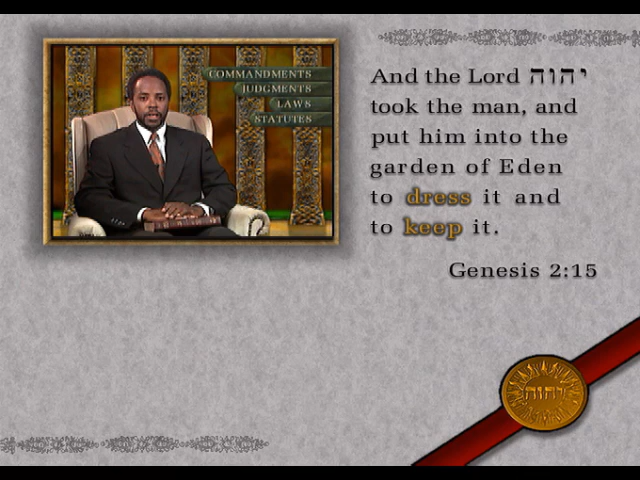 COMMANDMENTS
JUDGMENTS
LAWS
STATUTES
And the Lord יהוה
took the man, and
put him into the
garden of Eden
to dress it and
to keep it.
Genesis 2:15
יהוה